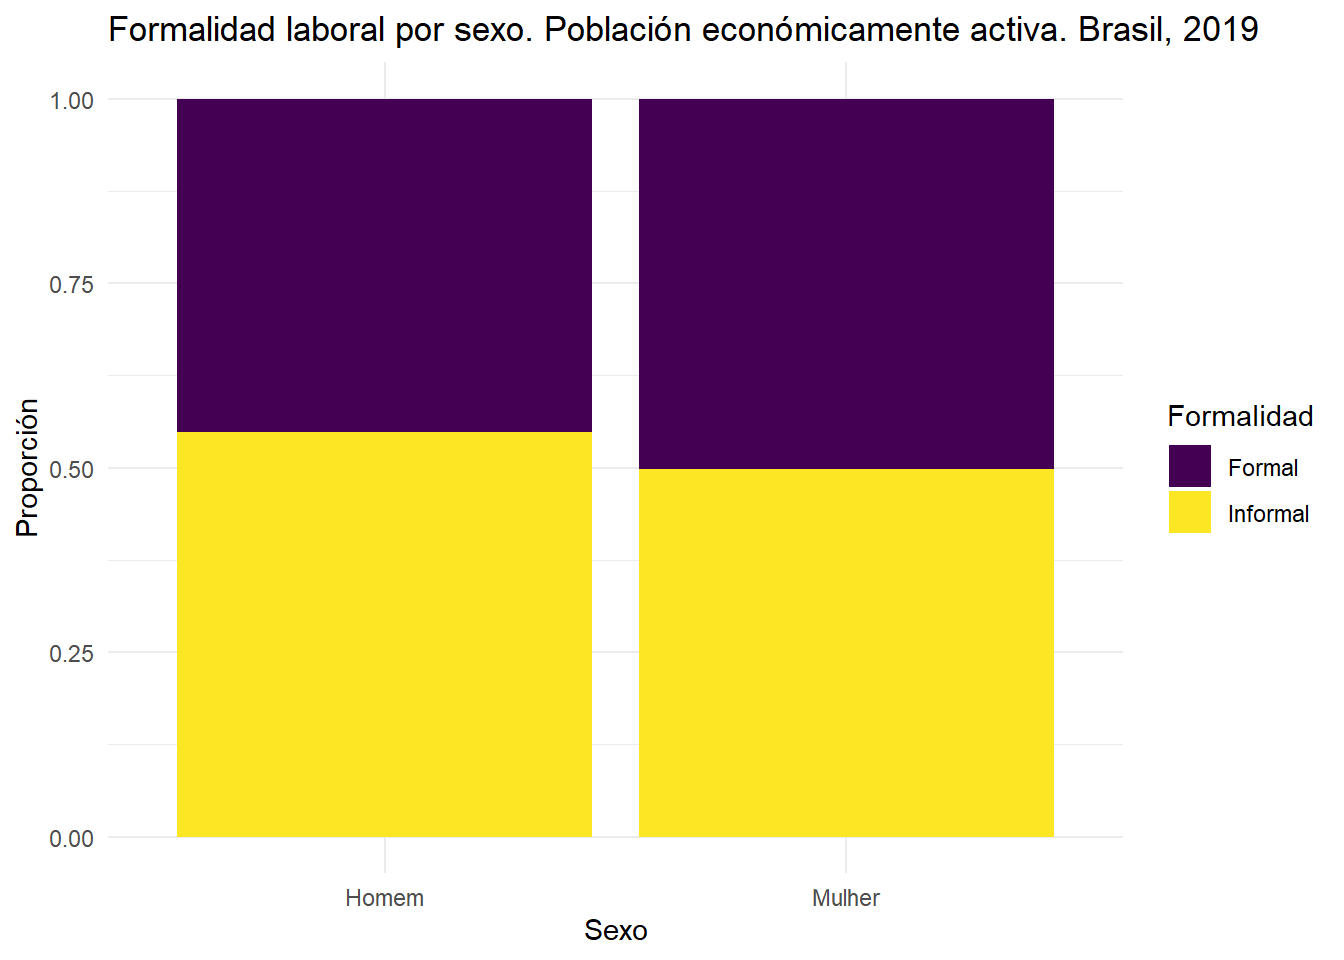 Formalidad laboral por sexo. Población económicamente activa. Brasil, 2019
1.00
0.75
0.50
0.25
0.00
Proporción
Homem
Mulher
Sexo
Formalidad
Formal
Informal